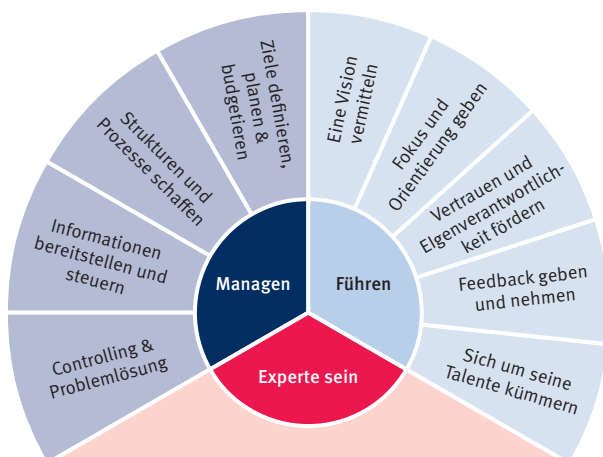 Controlling &
Problemlösung
Informationen
bereitstellen und
steuern
Strukturen und
Prozesse schaffen
Ziele definieren,
planen &
budgetieren
Eine Vision
vermitteln
Fokus und
Orientierung geben
Vertrauen und
EIgenverantwortlich-
keit fördern
Feedback geben
und nehmen
Sich um seine
Talente kümmern
Managen
Führen
Experte sein